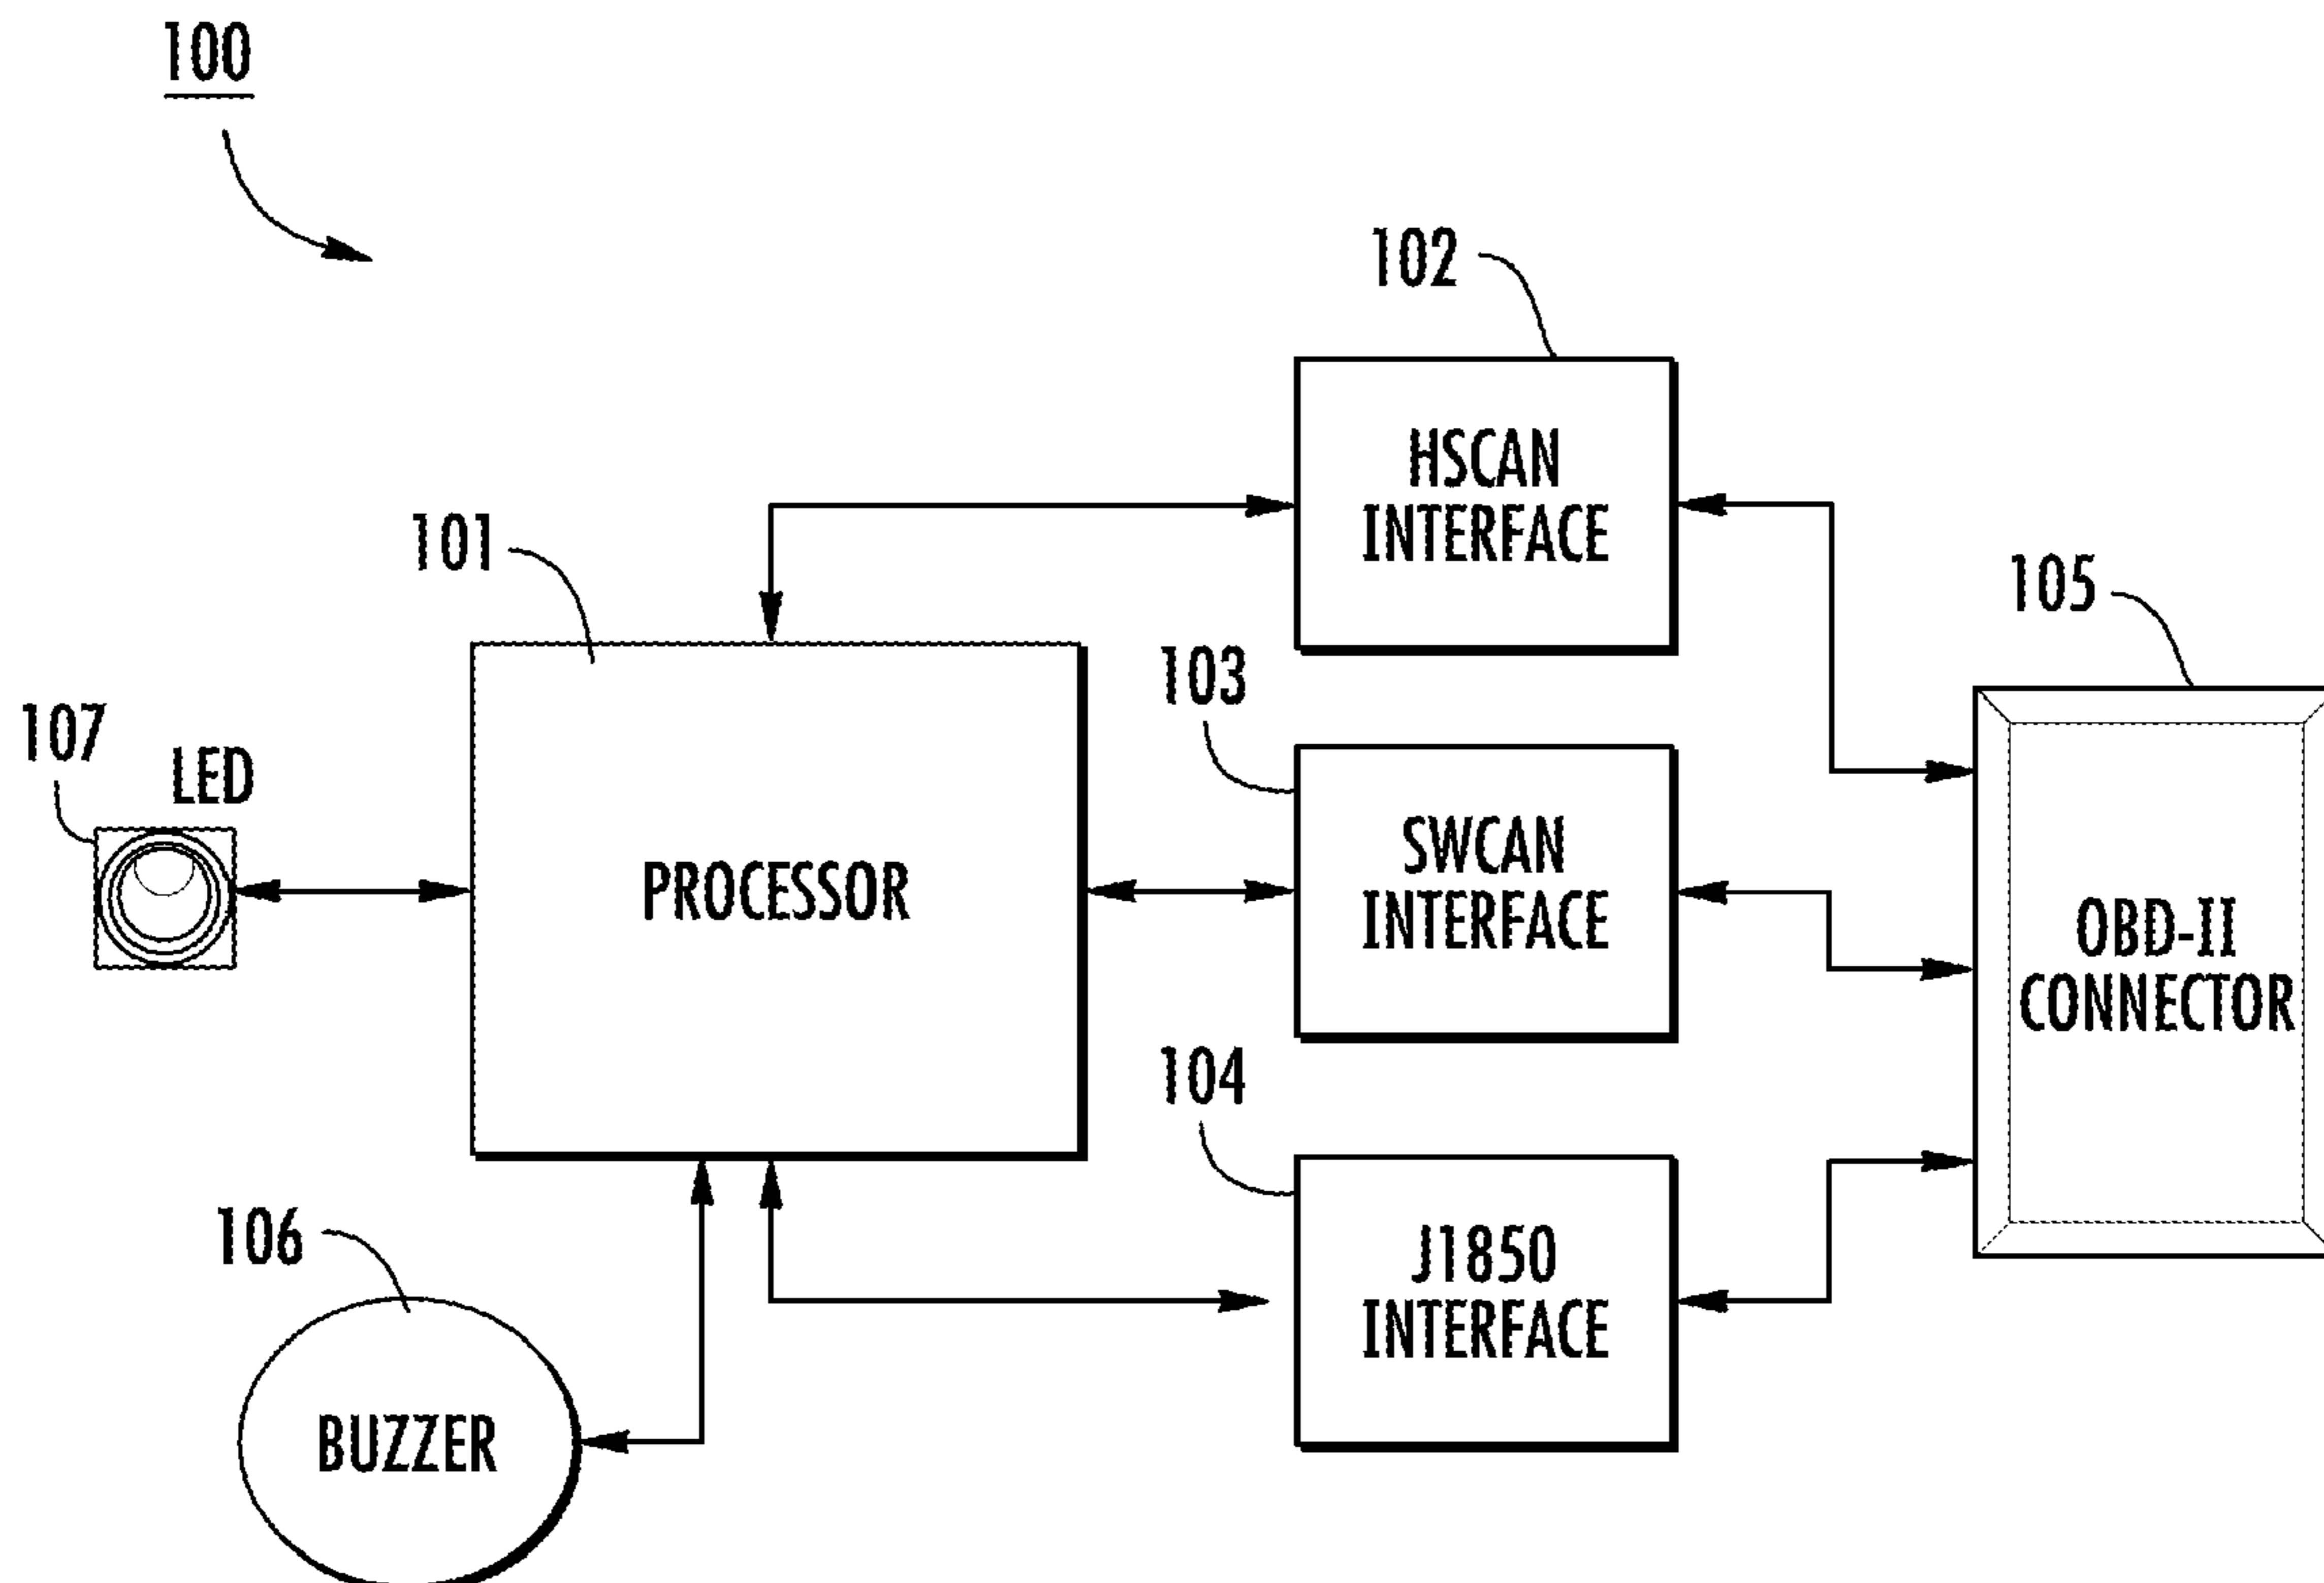 100
102
HSCAN
INTERFACE
101
105
103
107
LED
SWCAN
INTERFACE
PROCESSOR
OBD-II
CONNECTOR
104
106
J1850
INTERFACE
BUZZER